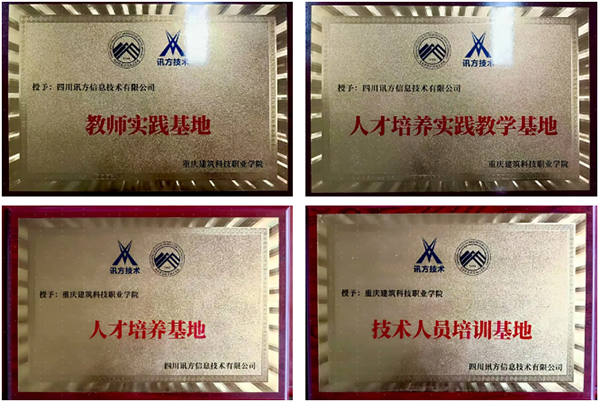 讯方技术
授予：四川讯方信息技术有限公司
教师实践基地
重庆建筑科技职业学院
讯方技术
授予：四川讯方信息技术有限公司
人才培养实践教学基地
重庆建筑科技职业学院
讯方技术
授予：重庆建筑科技职业学院
人才培养基地
四川讯方信息技术有限公司
讯方技术
授予：重庆建筑科技职业学院
技术人员培训基地
四川讯方信息技术有限公司